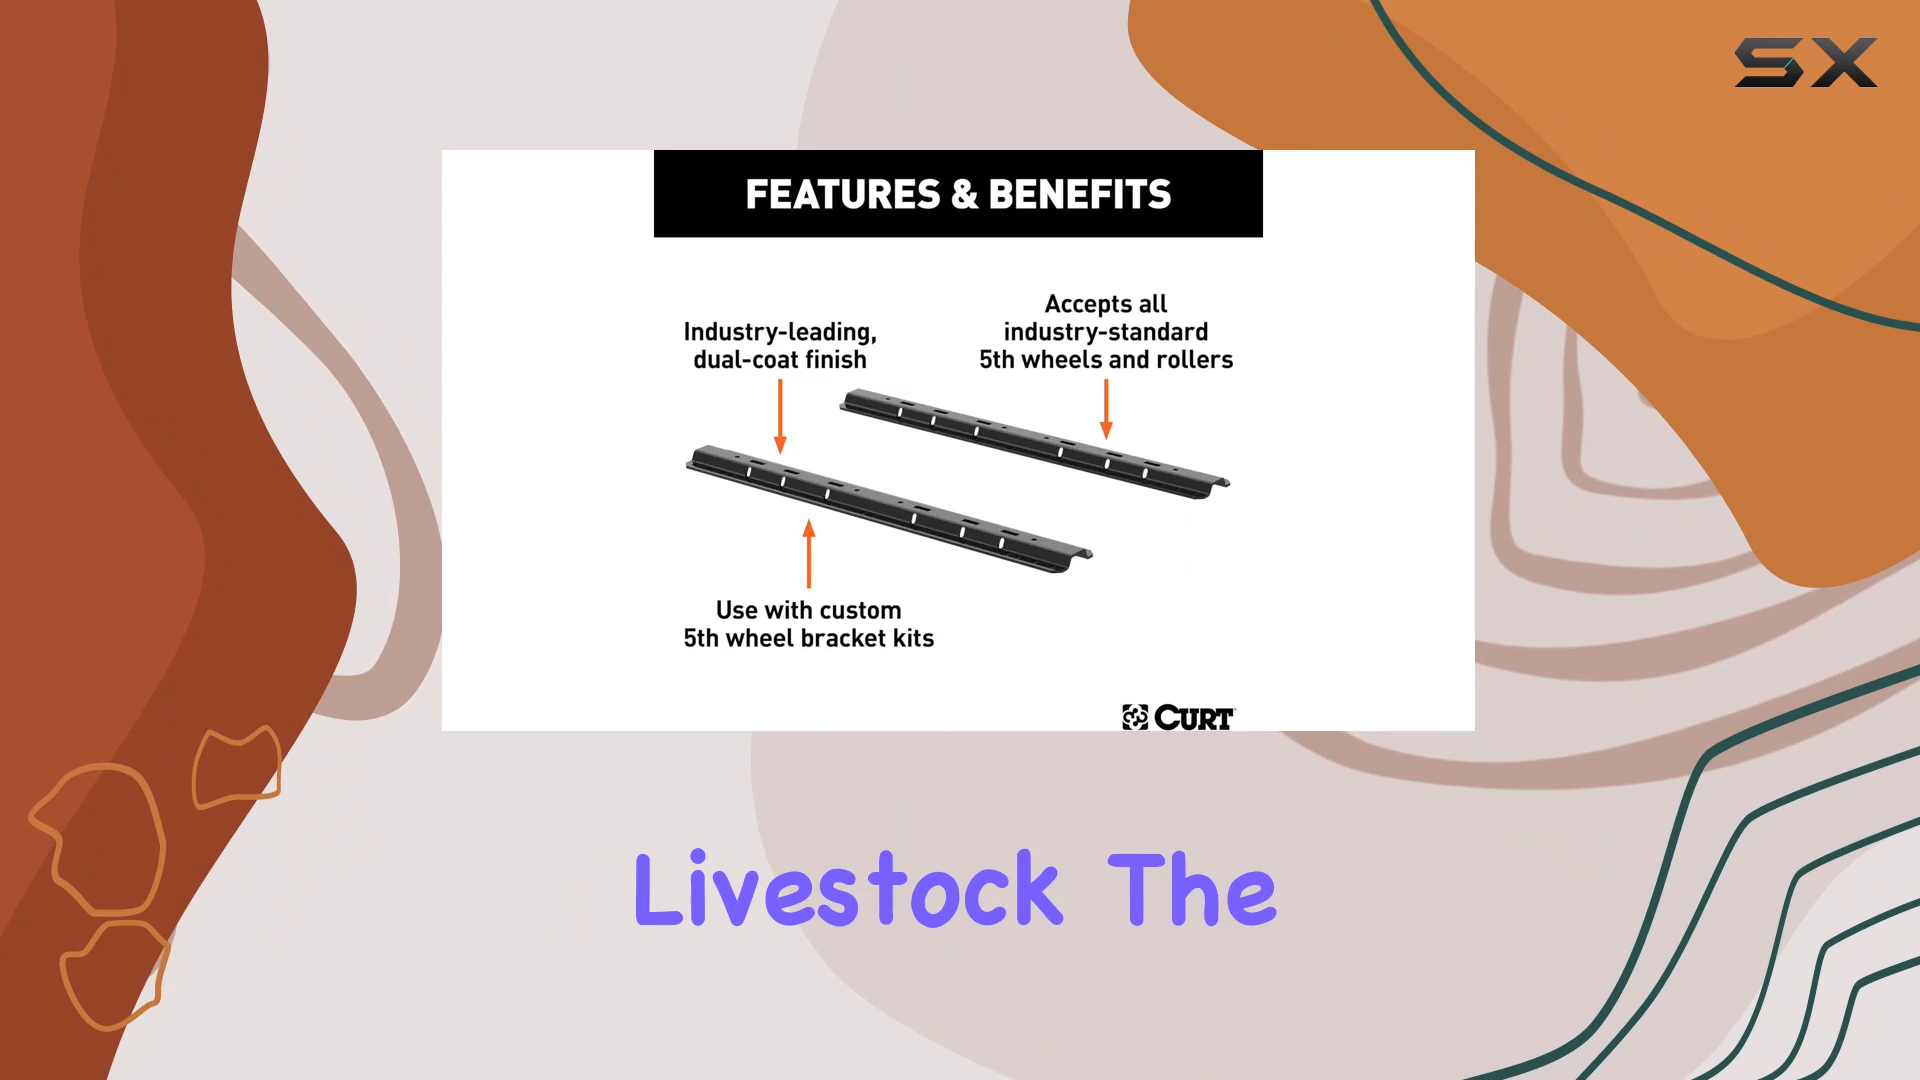 SX
FEATURES & BENEFITS
Industry-leading,
dual-coat finish
Accepts all
industry-standard
5th wheels and rollers
Use with custom
5th wheel bracket kits
CURT
Livestock The